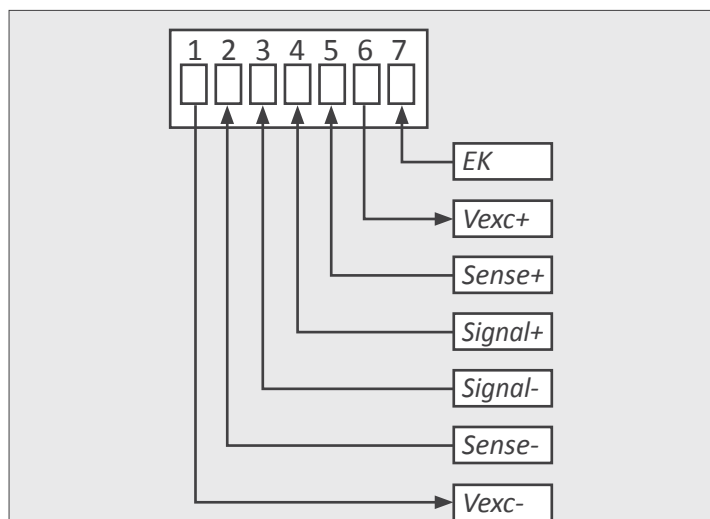 1 2 3 4 5 6 7
EK
Vexc+
Sense+
Signal+
Signal-
Sense-
Vexc-